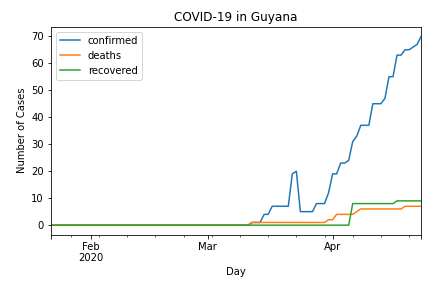 COVID-19 in Guyana
confirmed
deaths
recovered
Number of Cases
70
60
50
40
30
20
10
0
Feb
2020
Mar
Apr
Day